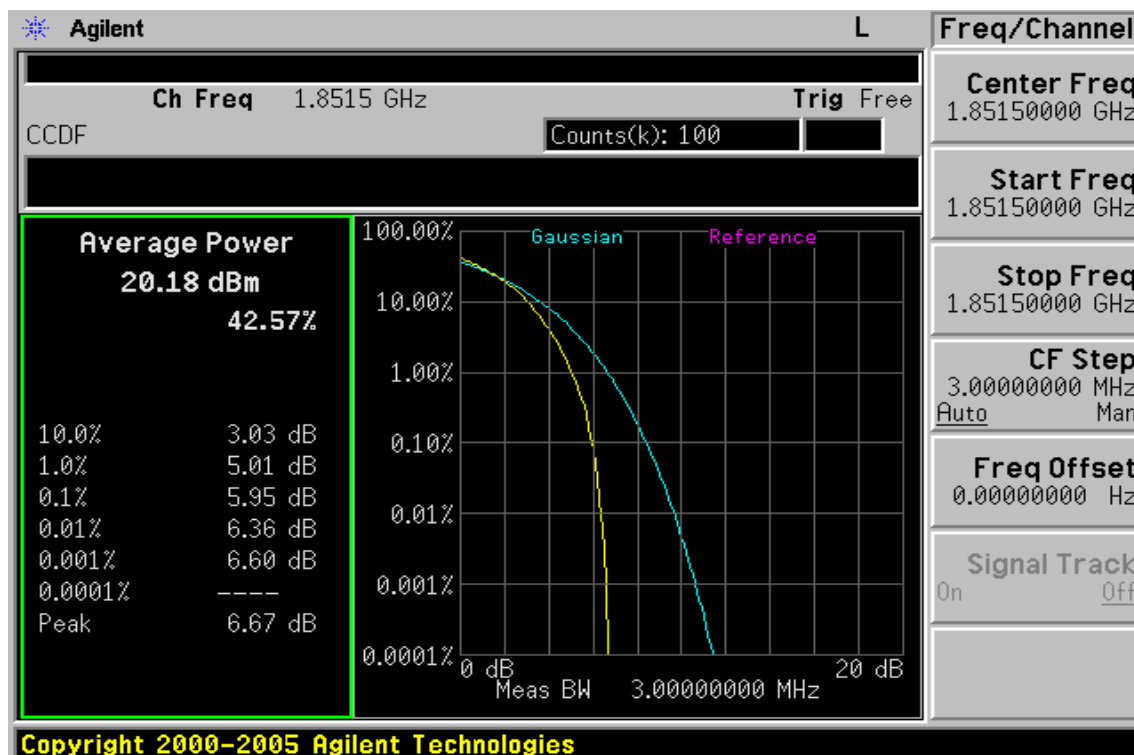 Agilent
L
Freq/Channel
Ch Freq 1.8515 GHz
Trig Free
CCDF
Counts(k): 100
Center Freq
1.85150000 GHz
Start Freq
1.85150000 GHz
Stop Freq
1.85150000 GHz
CF Step
3.00000000 MHz
Auto Man
Freq Offset
0.00000000 Hz
Signal Track
On Off
Average Power
20.18 dBm
42.57%
10.0% 3.03 dB
1.0% 5.01 dB
0.1% 5.95 dB
0.01% 6.36 dB
0.001% 6.60 dB
0.0001% ----
Peak 6.67 dB
Gaussian Reference
100.00%
10.00%
1.00%
0.10%
0.01%
0.001%
0.0001%
0 dB 20 dB
Meas BW 3.00000000 MHz
Copyright 2000-2005 Agilent Technologies